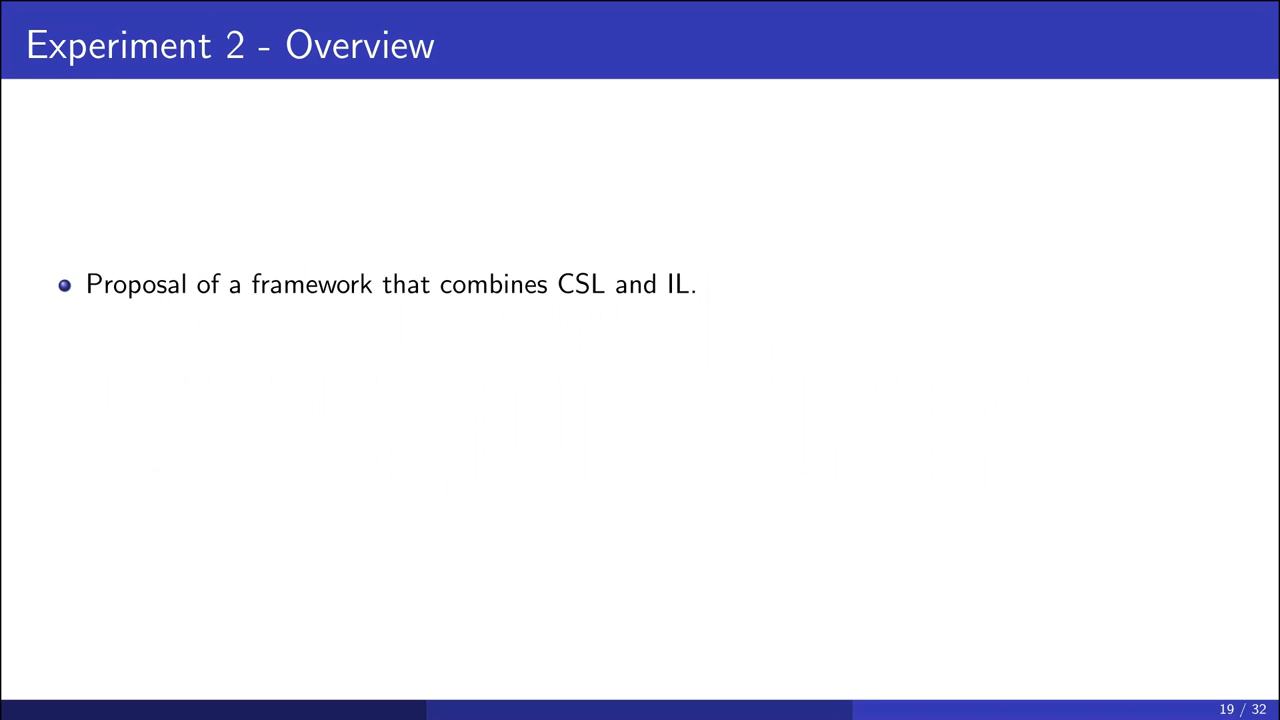 Experiment 2 - Overview
Proposal of a framework that combines CSL and IL.
19 / 32